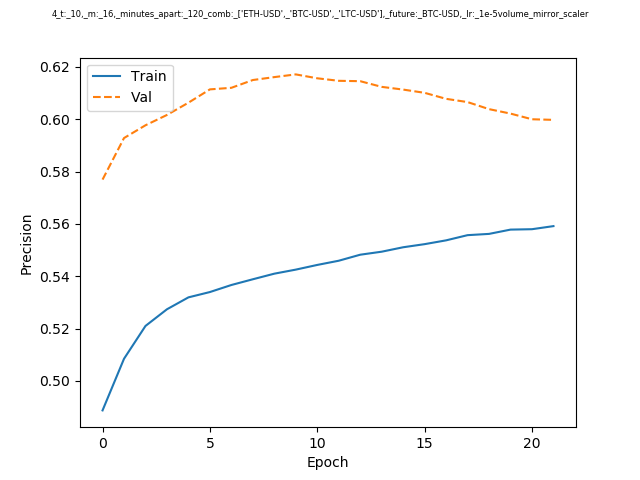 4_t:_10,_m:_16,_minutes_apart:_120_comb:_['ETH-USD',_'BTC-USD',_'LTC-USD'],_future:_BTC-USD,_lr:_1e-5volume_mirror_scaler
Train
Val
0.62
0.60
0.58
0.56
0.54
0.52
0.50
Precision
0 5 10 15 20
Epoch